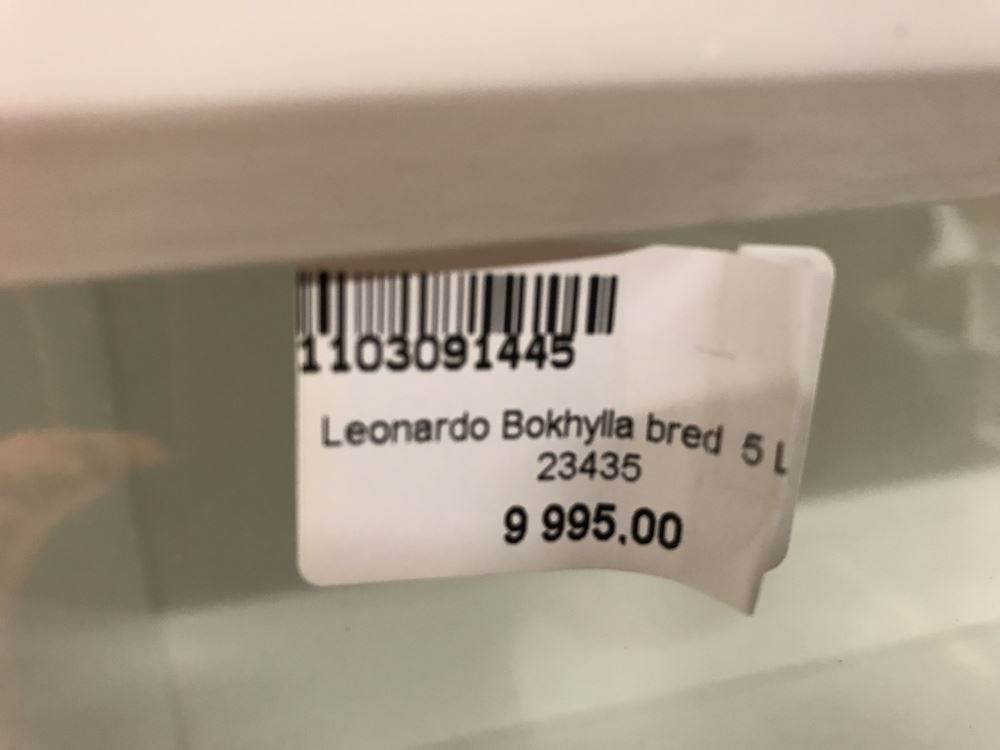 1103091445
Leonardo Bokhylla bred 5 L
23435
9 995.00